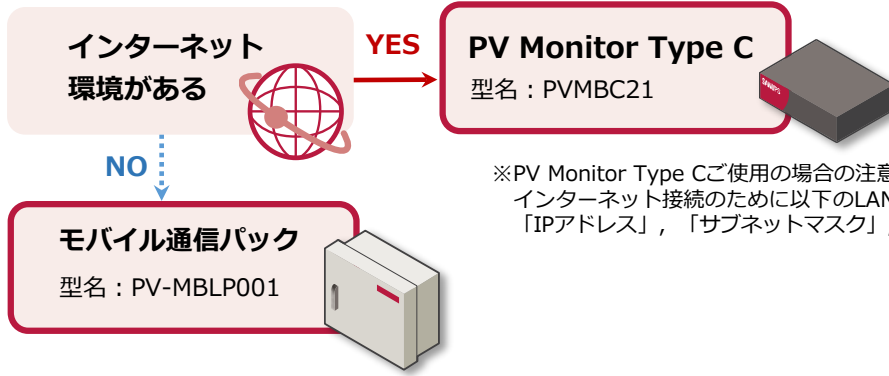 インターネット
環境がある
YES
PV Monitor Type C
型名：PVMBC21
NO
※PV Monitor Type Cご使用の場合の注意
インターネット接続のために以下のLAN
「IPアドレス」，「サブネットマスク」，
モバイル通信パック
型名：PV-MBLP001
SANUPS